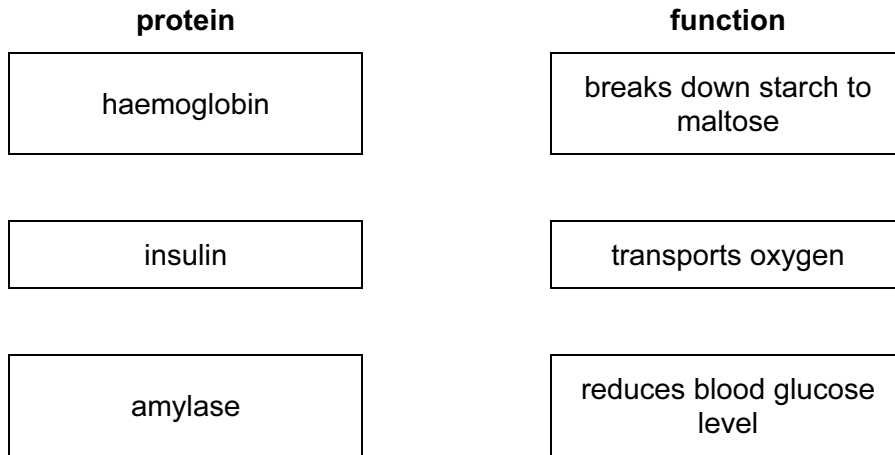 protein
function
haemoglobin
breaks down starch to
maltose
insulin
transports oxygen
amylase
reduces blood glucose
level